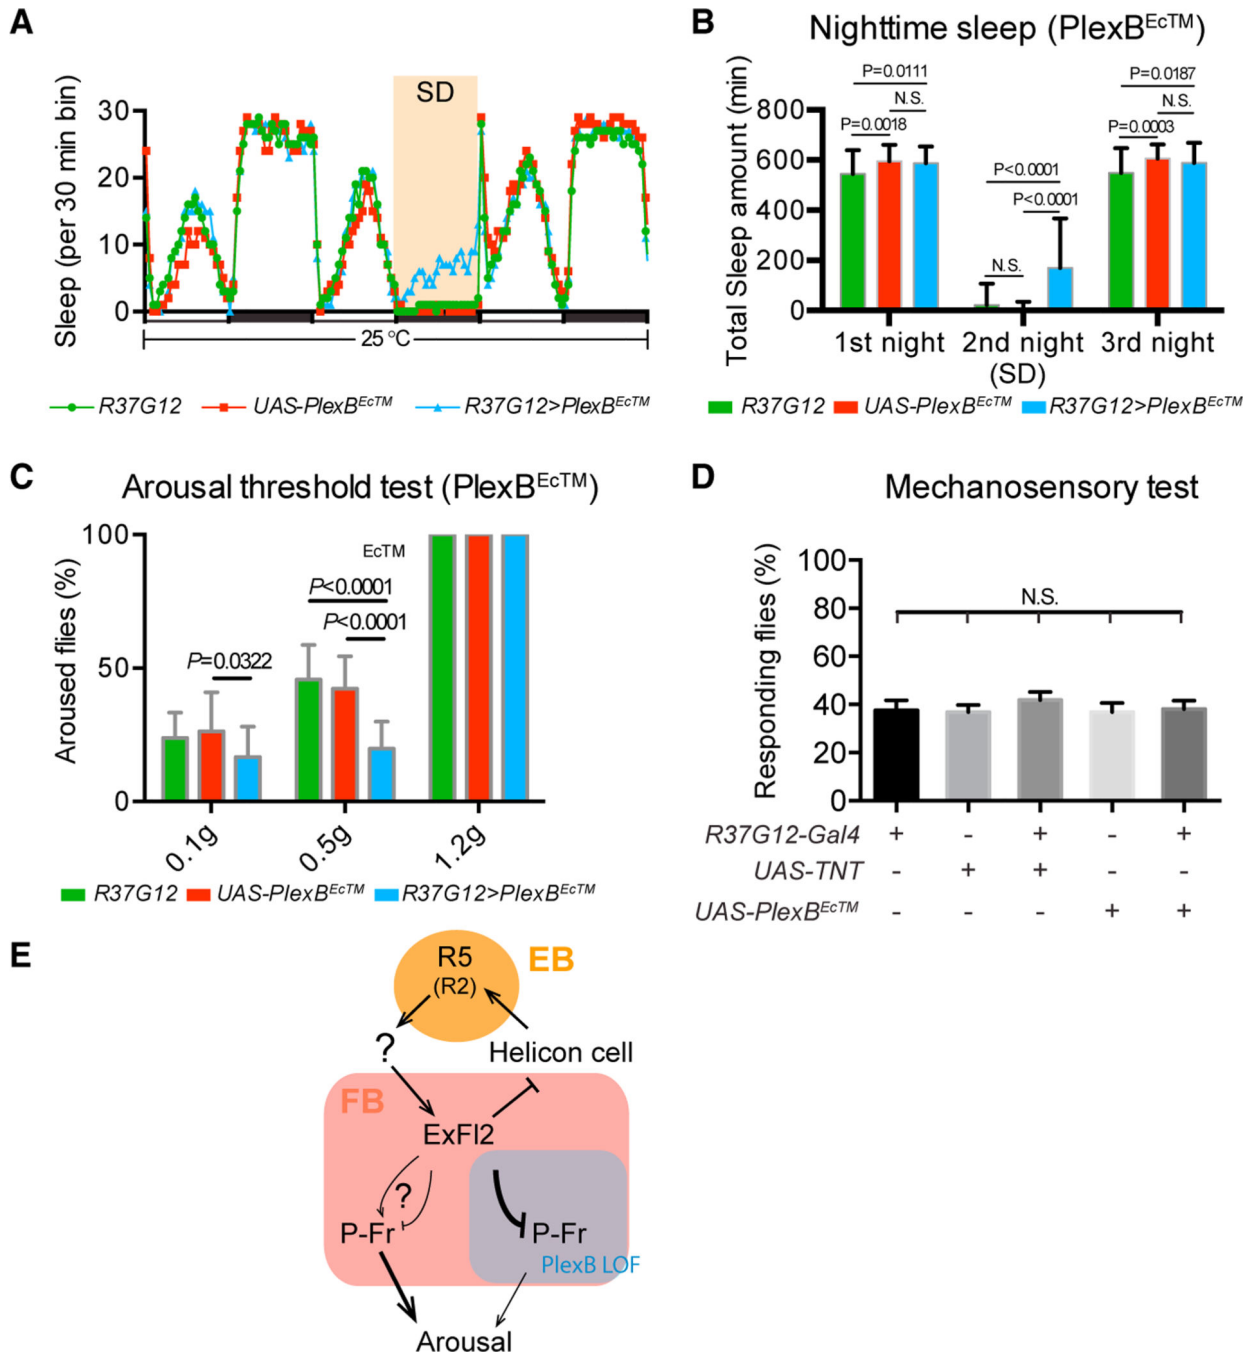 A
SD
Sleep (per 30 min bin)
30
20
10
0
25 °C
R37G12 UAS-PlexB^EcTM R37G12>PlexB^EcTM
B
Nighttime sleep (PlexB^EcTM)
Total Sleep amount (min)
800
600
400
200
0
P=0.0111
N.S.
P=0.0018
P<0.0001
P<0.0001
N.S.
P=0.0187
N.S.
P=0.0003
1st night 2nd night 3rd night
(SD)
R37G12 UAS-PlexB^EcTM R37G12>PlexB^EcTM
C
Arousal threshold test (PlexB^EcTM)
Aroused flies (%)
100
50
0
EcTM
P<0.0001
P<0.0001
P=0.0322
0.1g 0.5g 1.2g
R37G12 UAS-PlexB^EcTM R37G12>PlexB^EcTM
D
Mechanosensory test
Responding flies (%)
100
80
60
40
20
0
N.S.
R37G12-Gal4 + - + - +
UAS-TNT - + + - -
UAS-PlexB^EcTM - - - + +
E
R5
(R2)
EB
?
Helicon cell
FB
ExFl2
?
P-Fr P-Fr
PlexB LOF
Arousal